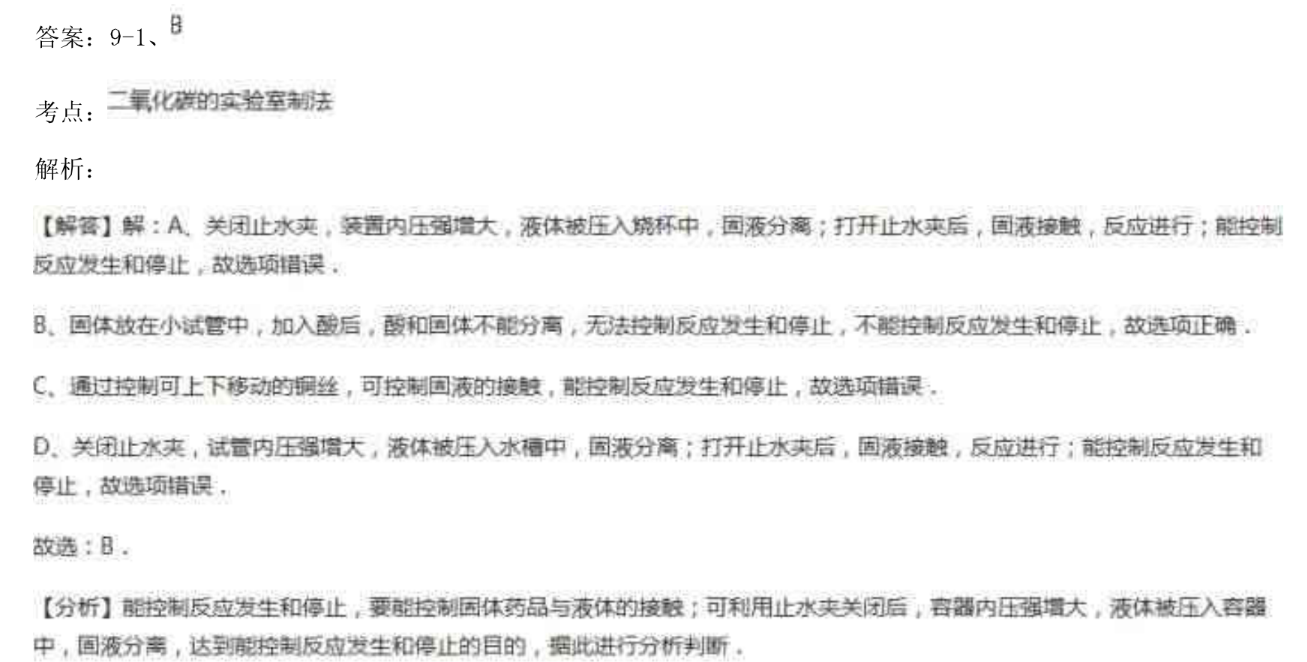 答案：9-1、B
考点：二氧化碳的实验室制法
解析：
【解答】解：A、关闭止水夹，装置内压强增大，液体被压入烧杯中，固液分离；打开止水夹后，固液接触，反应进行；能控制
反应发生和停止，故选项错误．
B、固体放在小试管中，加入酸后，酸和固体不能分离，无法控制反应发生和停止，不能控制反应发生和停止，故选项正确．
C、通过控制可上下移动的铜丝，可控制固液的接触，能控制反应发生和停止，故选项错误．
D、关闭止水夹，试管内压强增大，液体被压入水槽中，固液分离；打开止水夹后，固液接触，反应进行；能控制反应发生和
停止，故选项错误．
故选：B．
【分析】能控制反应发生和停止，要能控制固体药品与液体的接触；可利用止水夹关闭后，容器内压强增大，液体被压入容器
中，固液分离，达到能控制反应发生和停止的目的，据此进行分析判断．